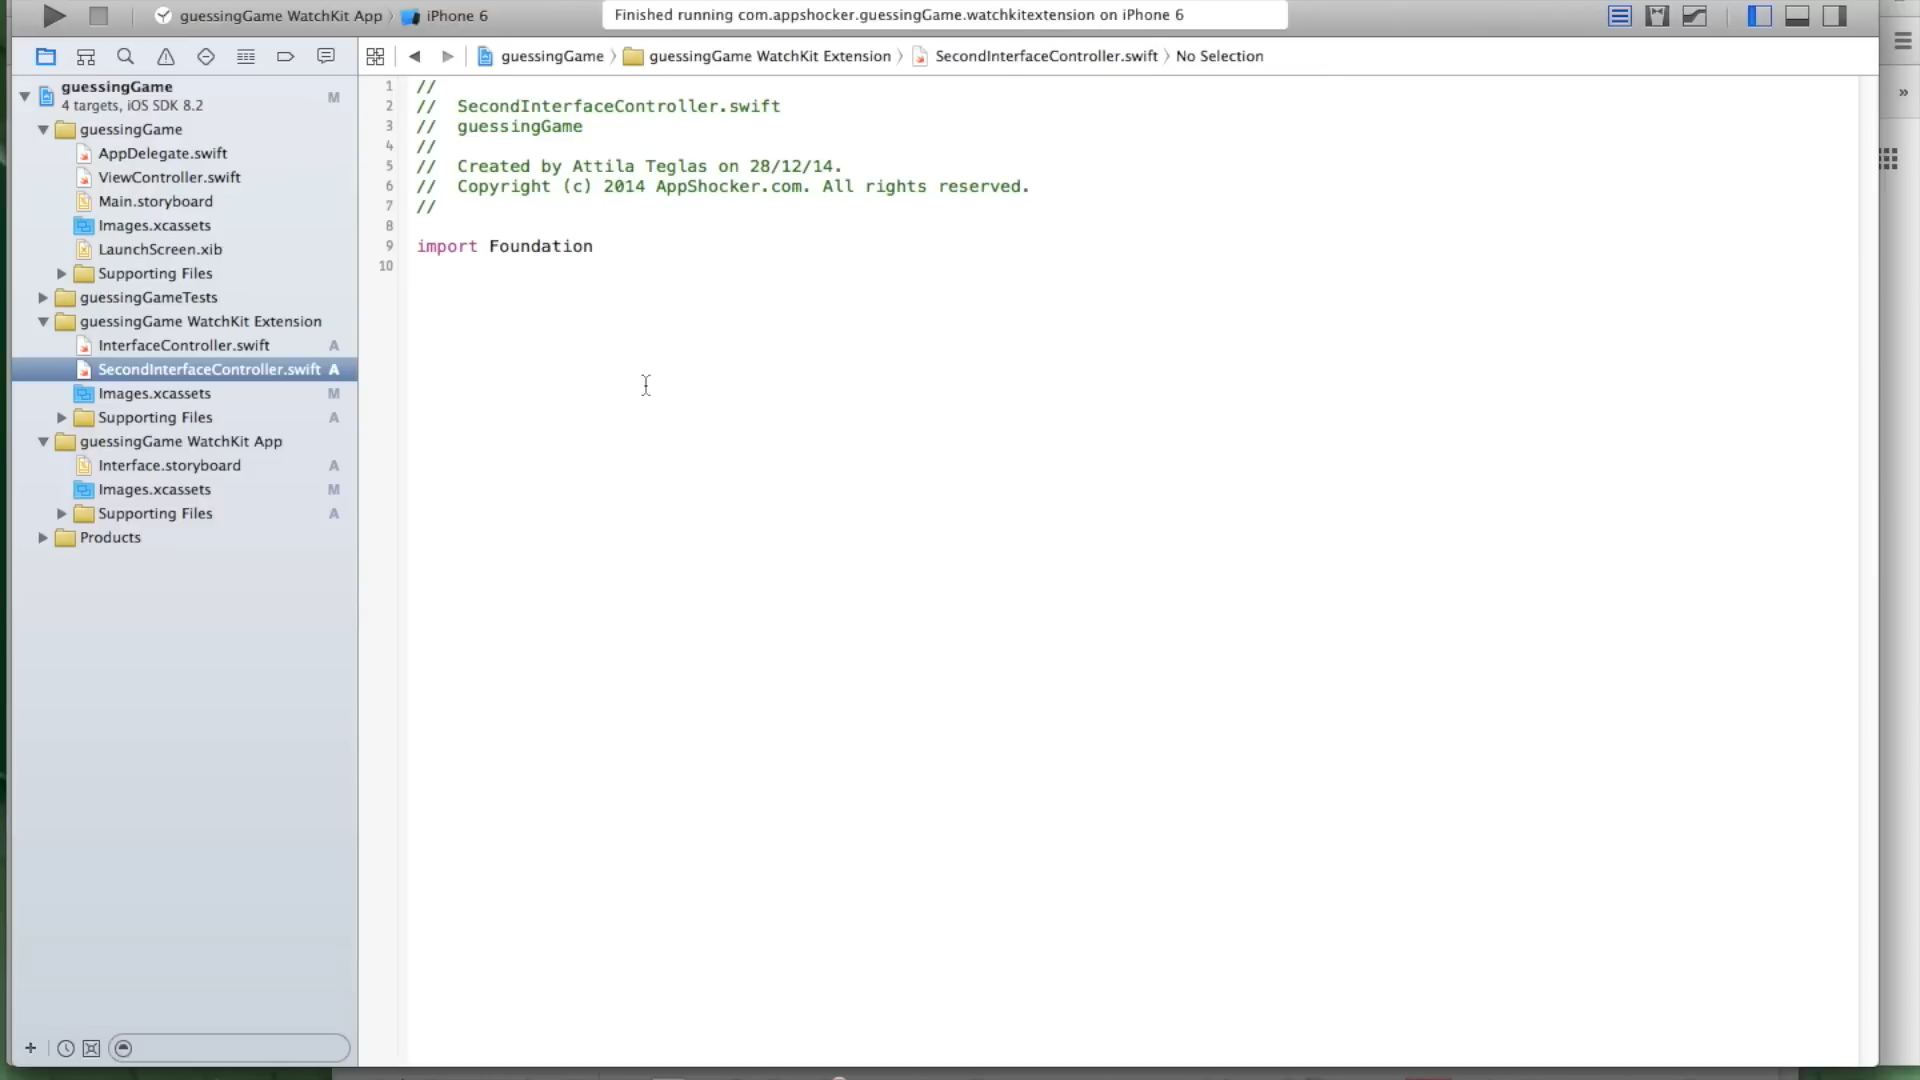 guessingGame WatchKit App › iPhone 6
Finished running com.appshocker.guessingGame.watchkitextension on iPhone 6
guessingGame › guessingGame WatchKit Extension › SecondInterfaceController.swift › No Selection
guessingGame M
4 targets, iOS SDK 8.2
guessingGame
AppDelegate.swift
ViewController.swift
Main.storyboard
Images.xcassets
LaunchScreen.xib
Supporting Files
guessingGameTests
guessingGame WatchKit Extension
InterfaceController.swift A
SecondInterfaceController.swift A
Images.xcassets M
Supporting Files A
guessingGame WatchKit App
Interface.storyboard A
Images.xcassets M
Supporting Files A
Products
1 //
2 //  SecondInterfaceController.swift
3 //  guessingGame
4 //
5 //  Created by Attila Teglas on 28/12/14.
6 //  Copyright (c) 2014 AppShocker.com. All rights reserved.
7 //
8
9 import Foundation
10